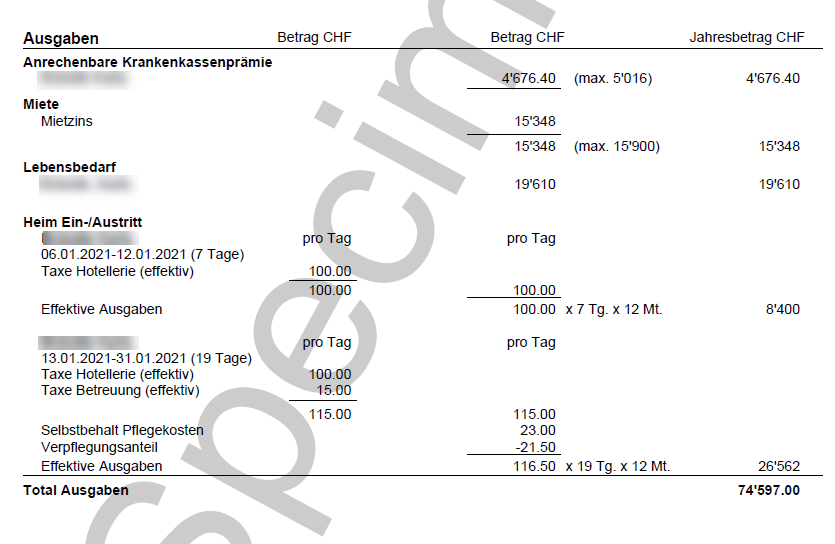 Ausgaben Betrag CHF Betrag CHF Jahresbetrag CHF
Anrechenbare Krankenkassenprämie
4'676.40 (max. 5'016) 4'676.40
Miete
Mietzins 15'348
15'348 (max. 15'900) 15'348
Lebensbedarf
19'610 19'610
Heim Ein-/Austritt
pro Tag pro Tag
06.01.2021-12.01.2021 (7 Tage)
Taxe Hotellerie (effektiv) 100.00
100.00 100.00
Effektive Ausgaben 100.00 x 7 Tg. x 12 Mt. 8'400
pro Tag pro Tag
13.01.2021-31.01.2021 (19 Tage)
Taxe Hotellerie (effektiv) 100.00
Taxe Betreuung (effektiv) 15.00
115.00 115.00
Selbstbehalt Pflegekosten 23.00
Verpflegungsanteil -21.50
Effektive Ausgaben 116.50 x 19 Tg. x 12 Mt. 26'562
Total Ausgaben 74'597.00
Specim